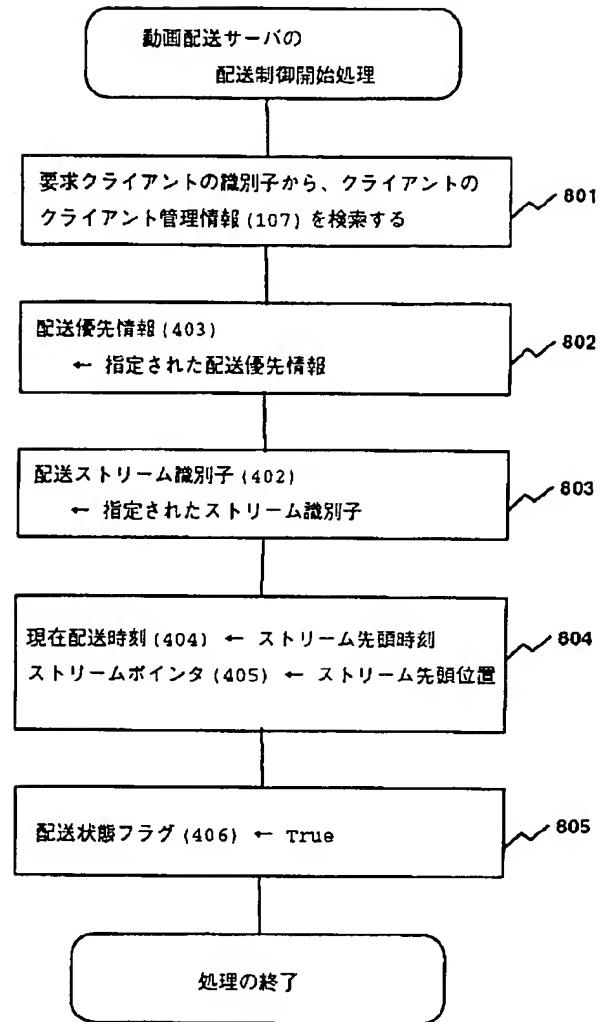 動画配送サーバの
配送制御開始処理
要求クライアントの識別子から、クライアントの
クライアント管理情報(107)を検索する
801
配送優先情報(403)
← 指定された配送優先情報
802
配送ストリーム識別子(402)
← 指定されたストリーム識別子
803
現在配送時刻(404) ← ストリーム先頭時刻
ストリームポインタ(405) ← ストリーム先頭位置
804
配送状態フラグ(406) ← True
805
処理の終了